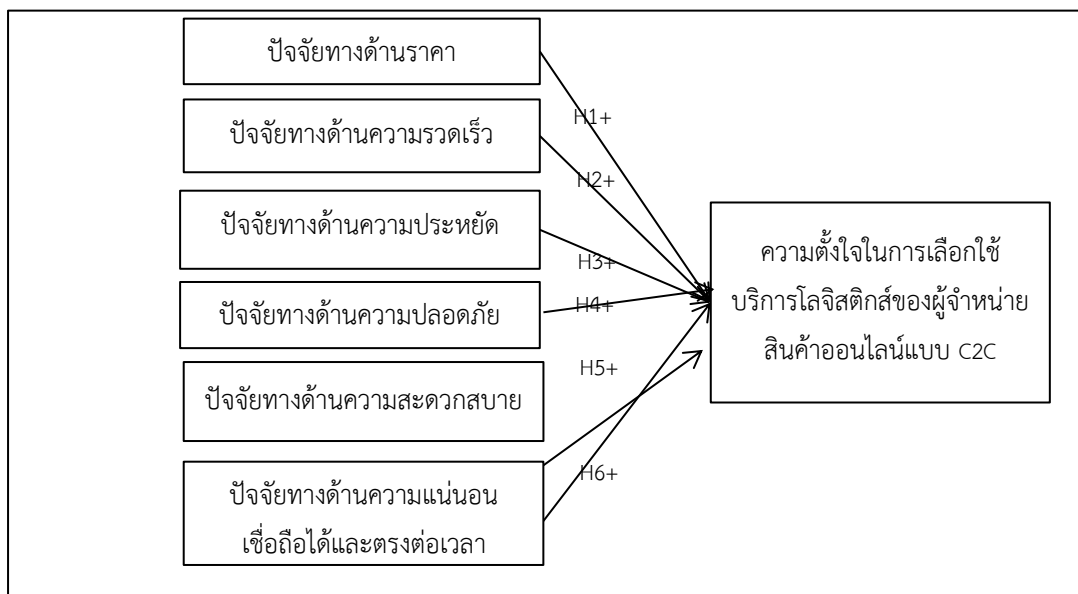 ปัจจัยทางด้านราคา
H1+
ปัจจัยทางด้านความรวดเร็ว
H2+
ปัจจัยทางด้านความประหยัด
H3+
ปัจจัยทางด้านความปลอดภัย
H4+
ปัจจัยทางด้านความสะดวกสบาย
H5+
ปัจจัยทางด้านความแน่นอน
เชื่อถือได้และตรงต่อเวลา
H6+
ความตั้งใจในการเลือกใช้
บริการโลจิสติกส์ของผู้จำหน่าย
สินค้าออนไลน์แบบ C2C